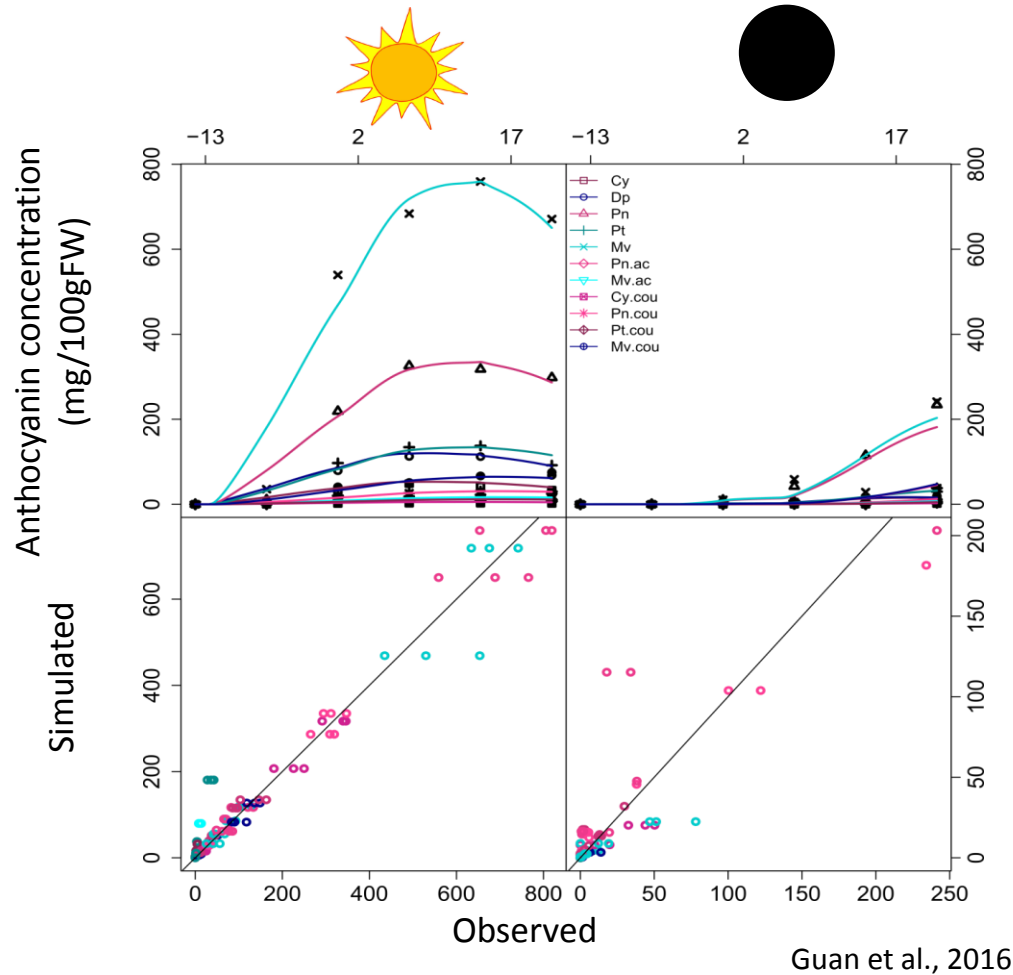 −13 2 17 −13 2 17
Anthocyanin concentration
(mg/100gFW)
800
600
400
200
0
Cy
Dp
Pn
Pt
Mv
Pn.ac
Mv.ac
Cy.cou
Pn.cou
Pt.cou
Mv.cou
800
600
400
200
0
Simulated
600
400
200
0
200
150
100
50
0
0 200 400 600 800 0 50 100 150 200 250
Observed
Guan et al., 2016